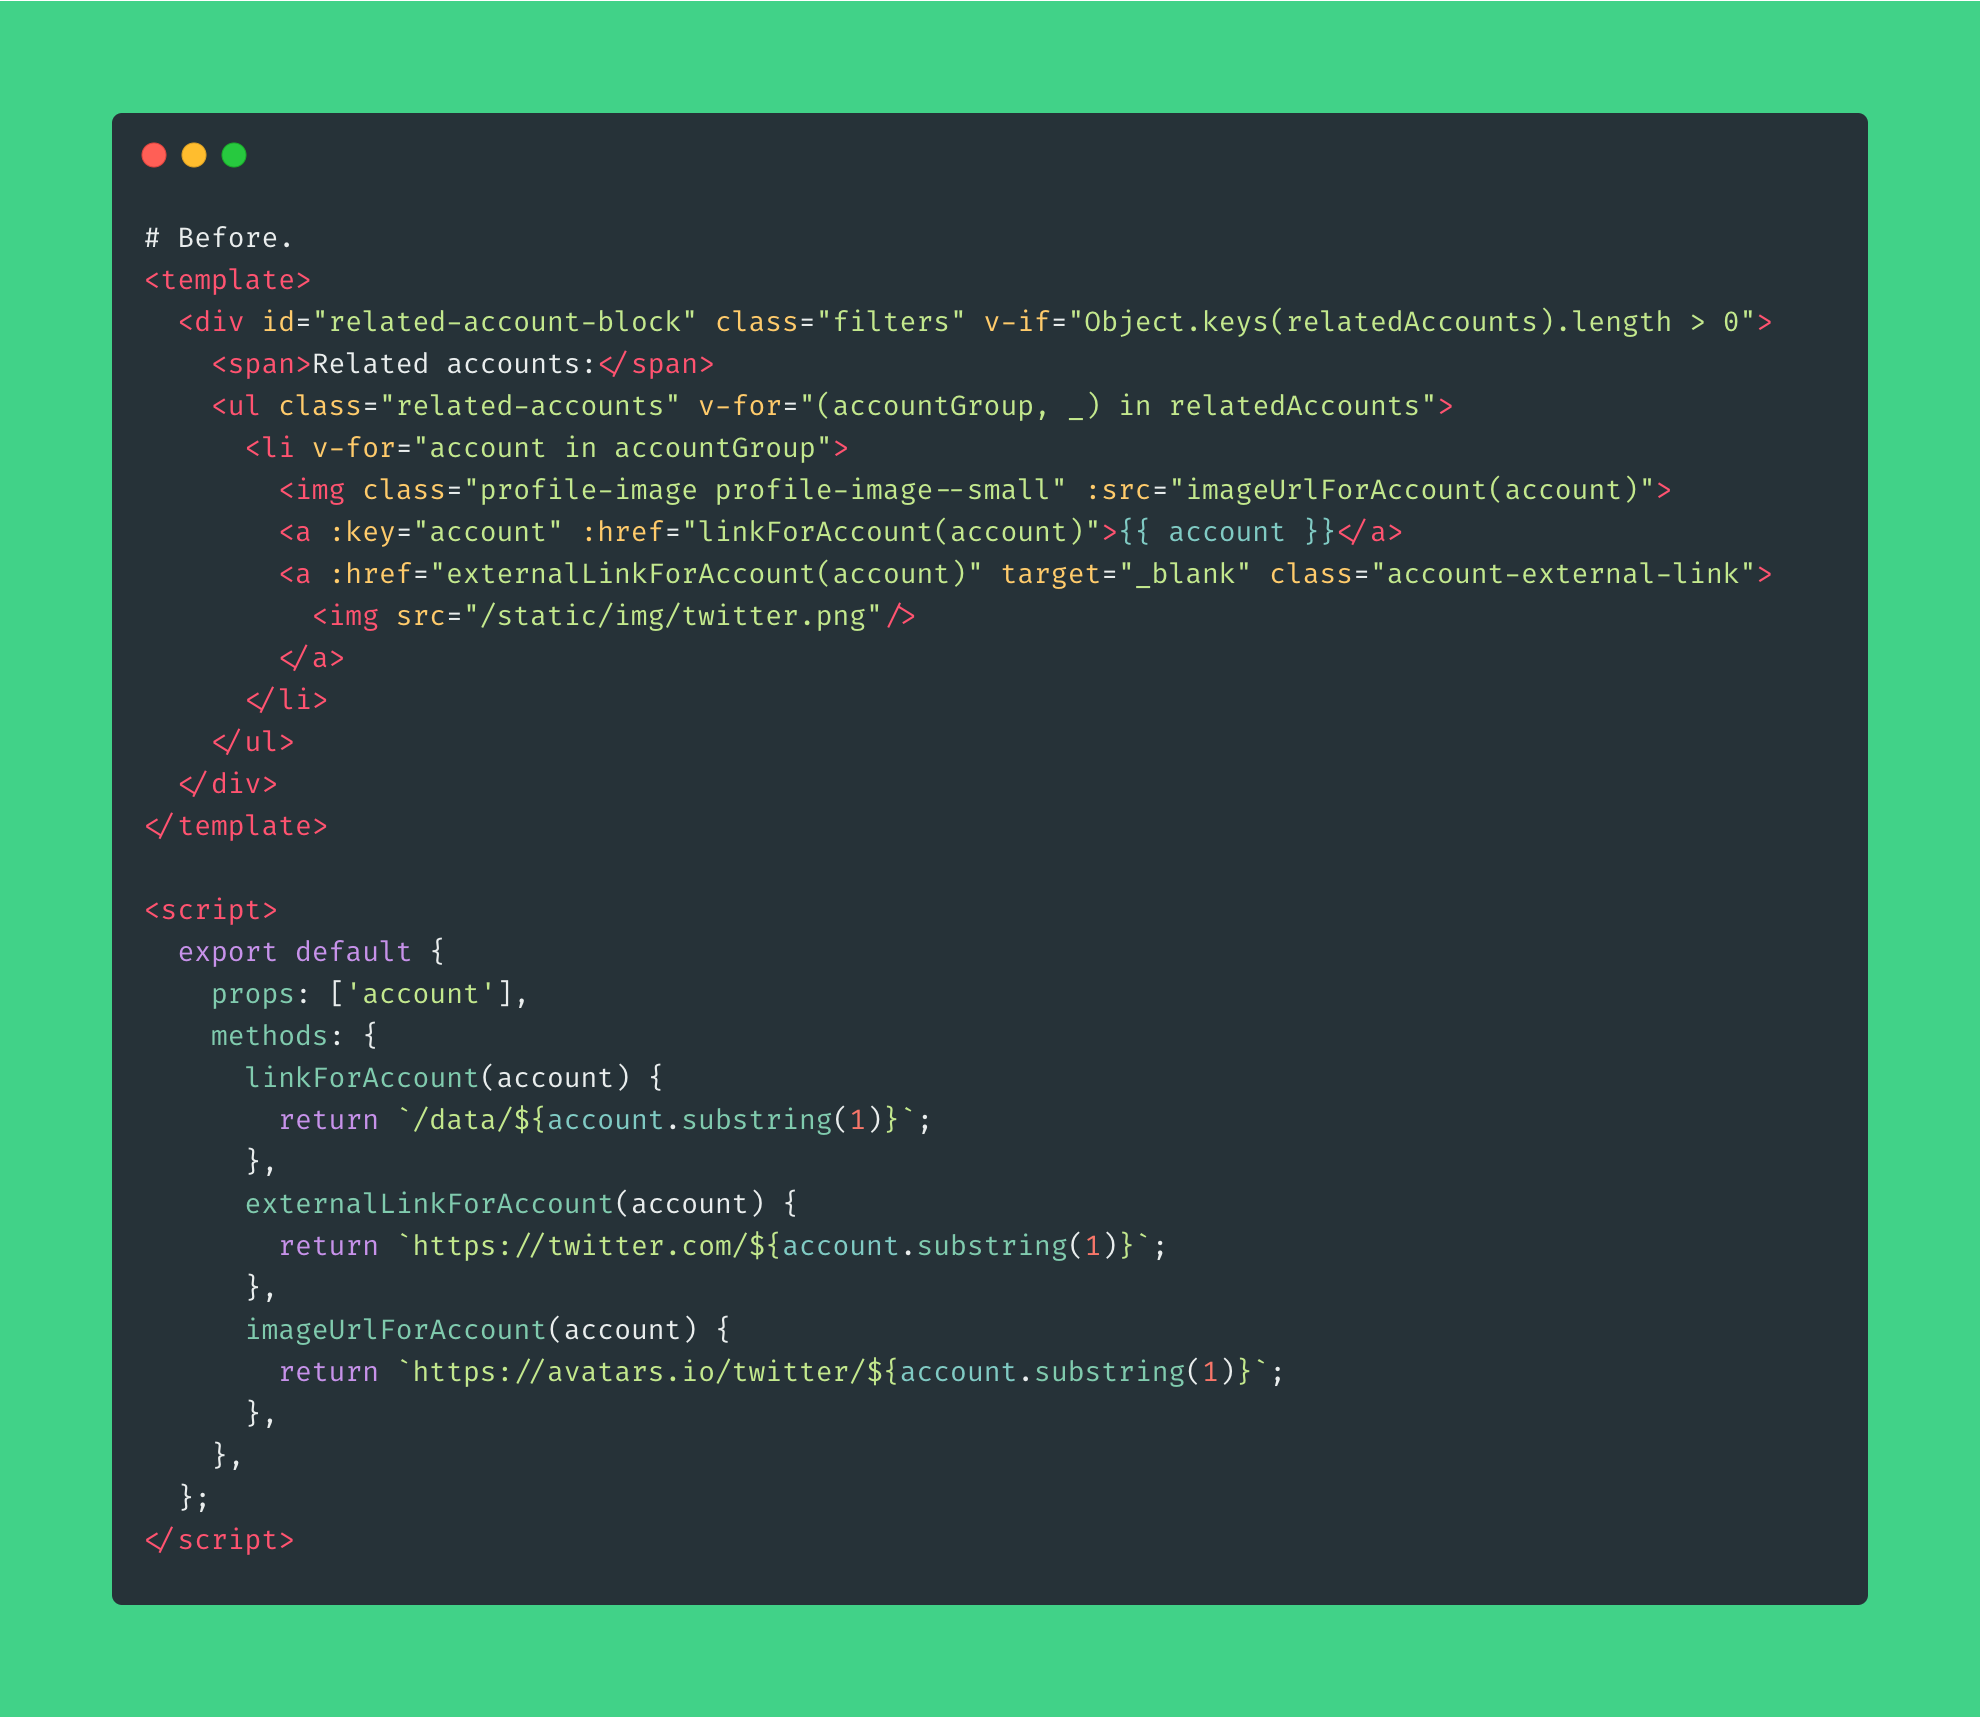 # Before.
<template>
  <div id="related-account-block" class="filters" v-if="Object.keys(relatedAccounts).length > 0">
    <span>Related accounts:</span>
    <ul class="related-accounts" v-for="(accountGroup, _) in relatedAccounts">
      <li v-for="account in accountGroup">
        <img class="profile-image profile-image--small" :src="imageUrlForAccount(account)">
        <a :key="account" :href="linkForAccount(account)">{{ account }}</a>
        <a :href="externalLinkForAccount(account)" target="_blank" class="account-external-link">
          <img src="/static/img/twitter.png"/>
        </a>
      </li>
    </ul>
  </div>
</template>

<script>
  export default {
    props: ['account'],
    methods: {
      linkForAccount(account) {
        return `/data/${account.substring(1)}`;
      },
      externalLinkForAccount(account) {
        return `https://twitter.com/${account.substring(1)}`;
      },
      imageUrlForAccount(account) {
        return `https://avatars.io/twitter/${account.substring(1)}`;
      },
    },
  };
</script>